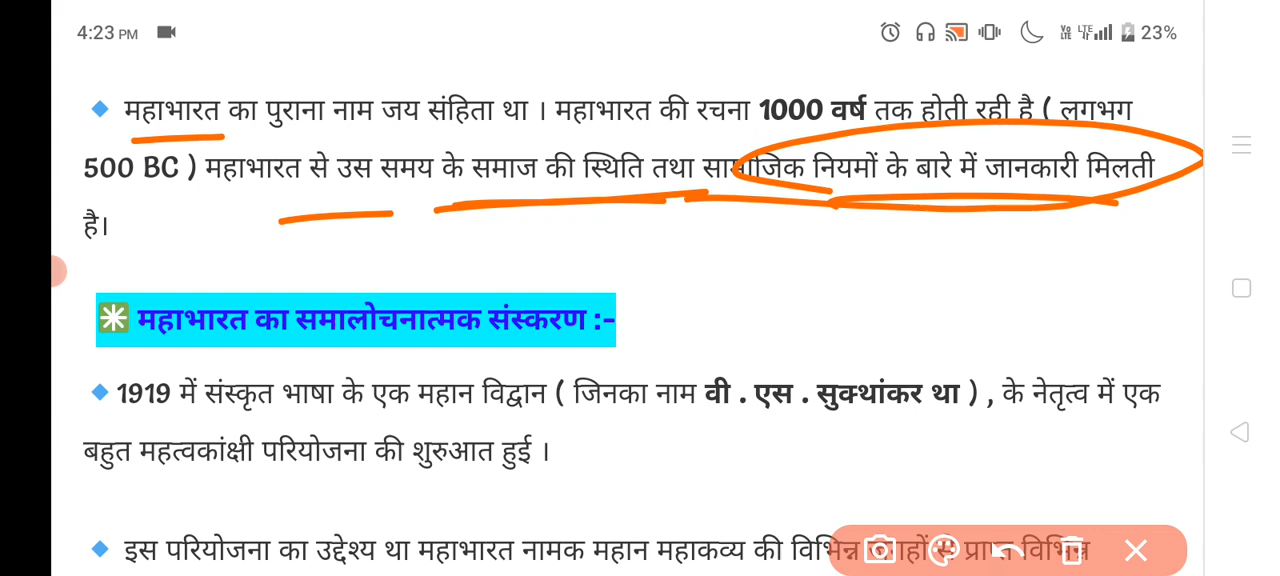 4:23 PM 23%
🔹 महाभारत का पुराना नाम जय संहिता था । महाभारत की रचना 1000 वर्ष तक होती रही है ( लगभग
500 BC ) महाभारत से उस समय के समाज की स्थिति तथा सामाजिक नियमों के बारे में जानकारी मिलती
है।
✳️ महाभारत का समालोचनात्मक संस्करण :-
🔹 1919 में संस्कृत भाषा के एक महान विद्वान ( जिनका नाम वी . एस . सुक्थांकर था ) , के नेतृत्व में एक
बहुत महत्वकांक्षी परियोजना की शुरुआत हुई ।
🔹 इस परियोजना का उद्देश्य था महाभारत नामक महान महाकव्य की विभिन्न जगहों से प्राप्त विभिन्न